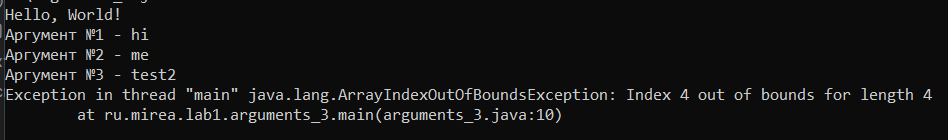 Hello, World!
Аргумент №1 - hi
Аргумент №2 - me
Аргумент №3 - test2
Exception in thread "main" java.lang.ArrayIndexOutOfBoundsException: Index 4 out of bounds for length 4
at ru.mirea.lab1.arguments_3.main(arguments_3.java:10)